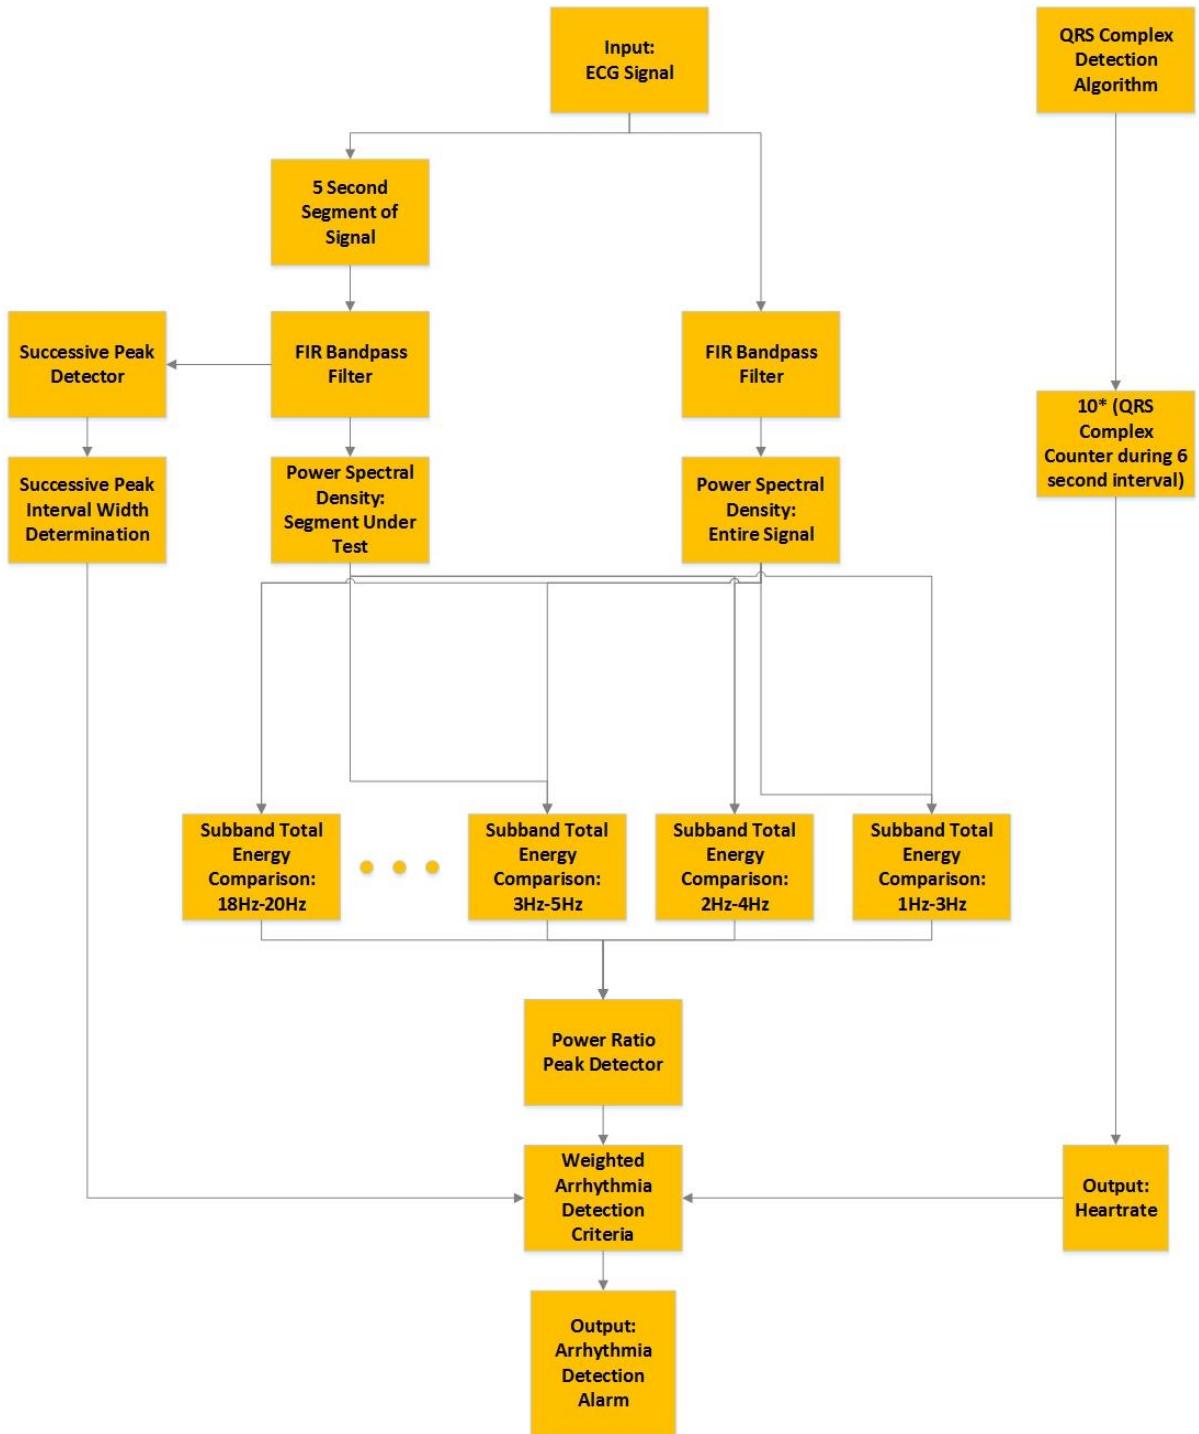 Input:
ECG Signal
QRS Complex
Detection
Algorithm
5 Second
Segment of
Signal
Successive Peak
Detector
FIR Bandpass
Filter
FIR Bandpass
Filter
10* (QRS
Complex
Counter during 6
second interval)
Successive Peak
Interval Width
Determination
Power Spectral
Density:
Segment Under
Test
Power Spectral
Density:
Entire Signal
Subband Total
Energy
Comparison:
18Hz-20Hz
Subband Total
Energy
Comparison:
3Hz-5Hz
Subband Total
Energy
Comparison:
2Hz-4Hz
Subband Total
Energy
Comparison:
1Hz-3Hz
Power Ratio
Peak Detector
Weighted
Arrhythmia
Detection
Criteria
Output:
Heartrate
Output:
Arrhythmia
Detection
Alarm